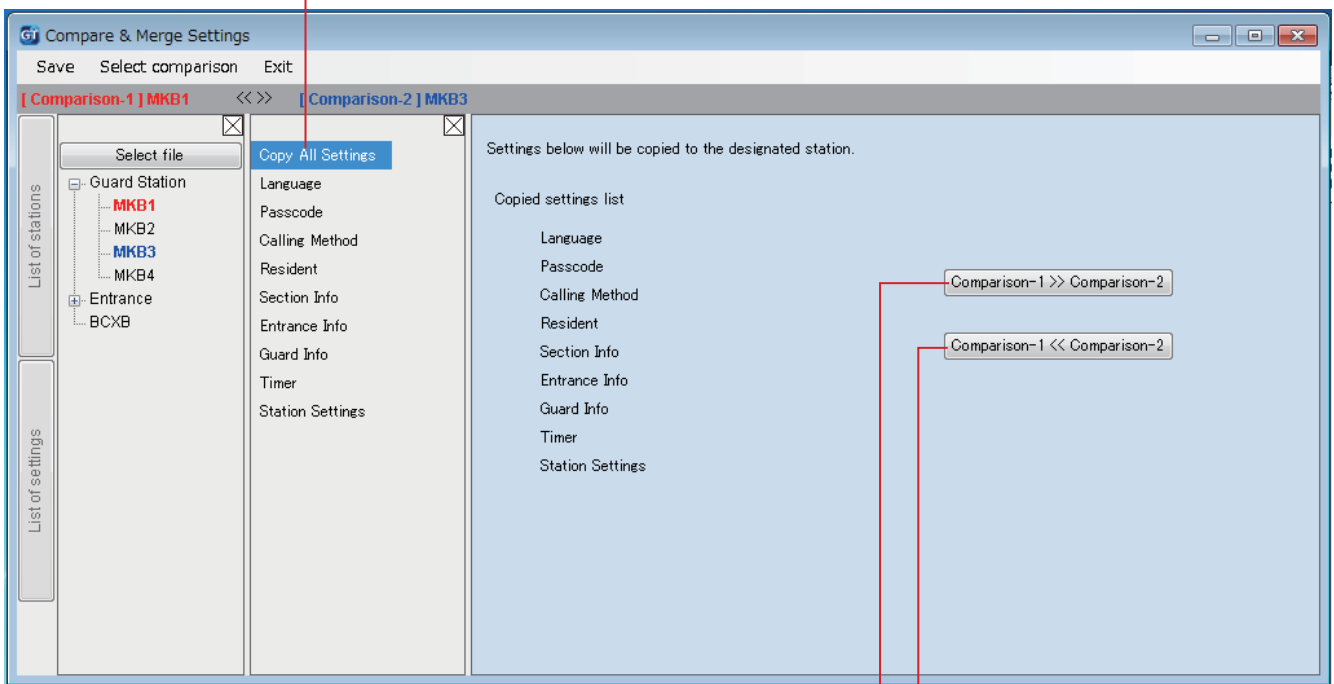 GT Compare & Merge Settings
Save Select comparison Exit
[ Comparison-1 ] MKB1 << >> [ Comparison-2 ] MKB3
List of stations
List of settings
Select file
Guard Station
MKB1
MKB2
MKB3
MKB4
Entrance
BCXB
Copy All Settings
Language
Passcode
Calling Method
Resident
Section Info
Entrance Info
Guard Info
Timer
Station Settings
Settings below will be copied to the designated station.
Copied settings list
Language
Passcode
Calling Method
Resident
Section Info
Entrance Info
Guard Info
Timer
Station Settings
Comparison-1 >> Comparison-2
Comparison-1 << Comparison-2